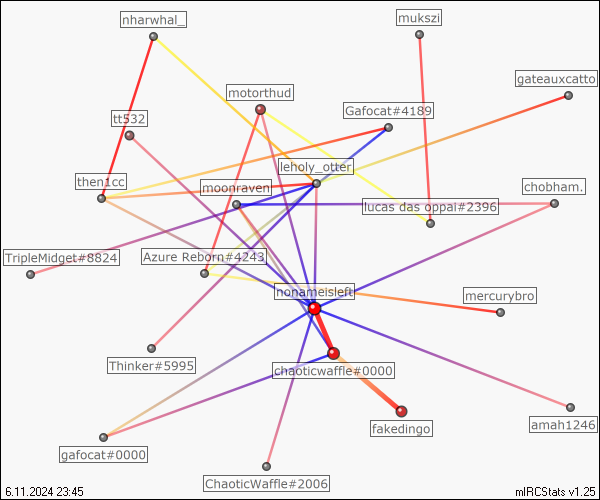 nharwhal_
mukszi
gateauxcatto
motorthud
Gafocat#4189
tt532
leholy_otter
then1cc
moonraven
chobham.
lucas das oppai#2396
TripleMidget#8824
Azure Reborn#4243
nonameisleft
mercurybro
Thinker#5995
chaoticwaffle#0000
amah1246
fakedingo
gafocat#0000
ChaoticWaffle#2006
6.11.2024 23:45
mIRCStats v1.25